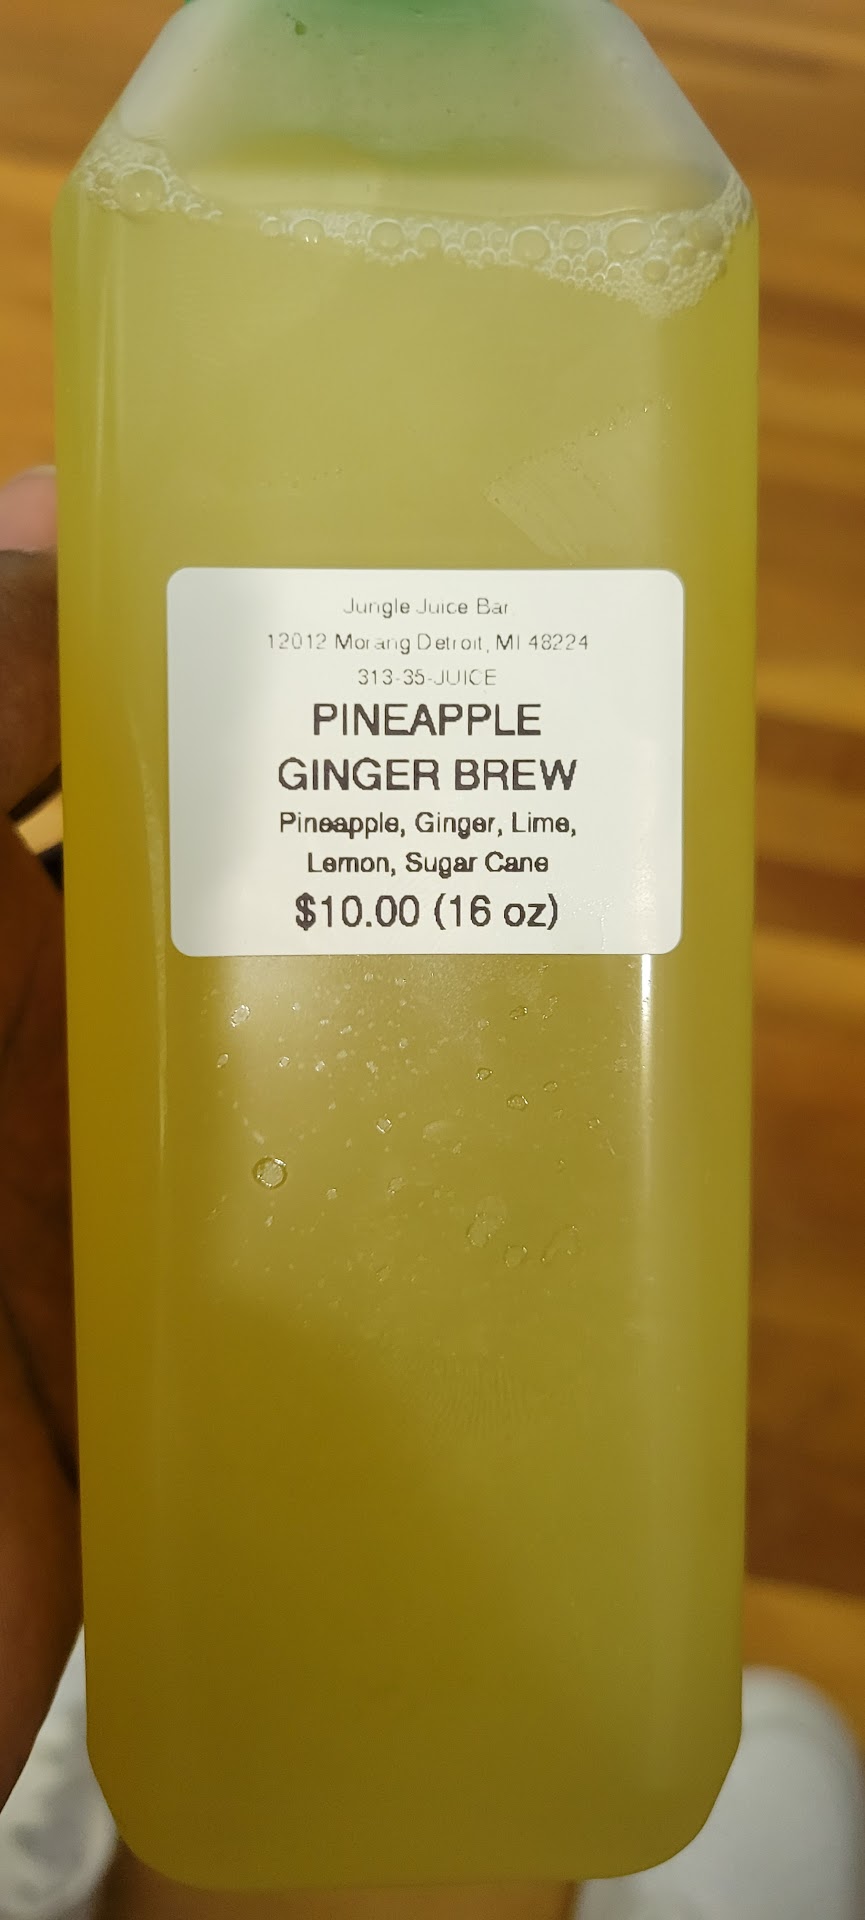 Jungle Juice Bar
12012 Morang Detroit, MI 48224
313-35-JUICE
PINEAPPLE
GINGER BREW
Pineapple, Ginger, Lime,
Lemon, Sugar Cane
$10.00 (16 oz)